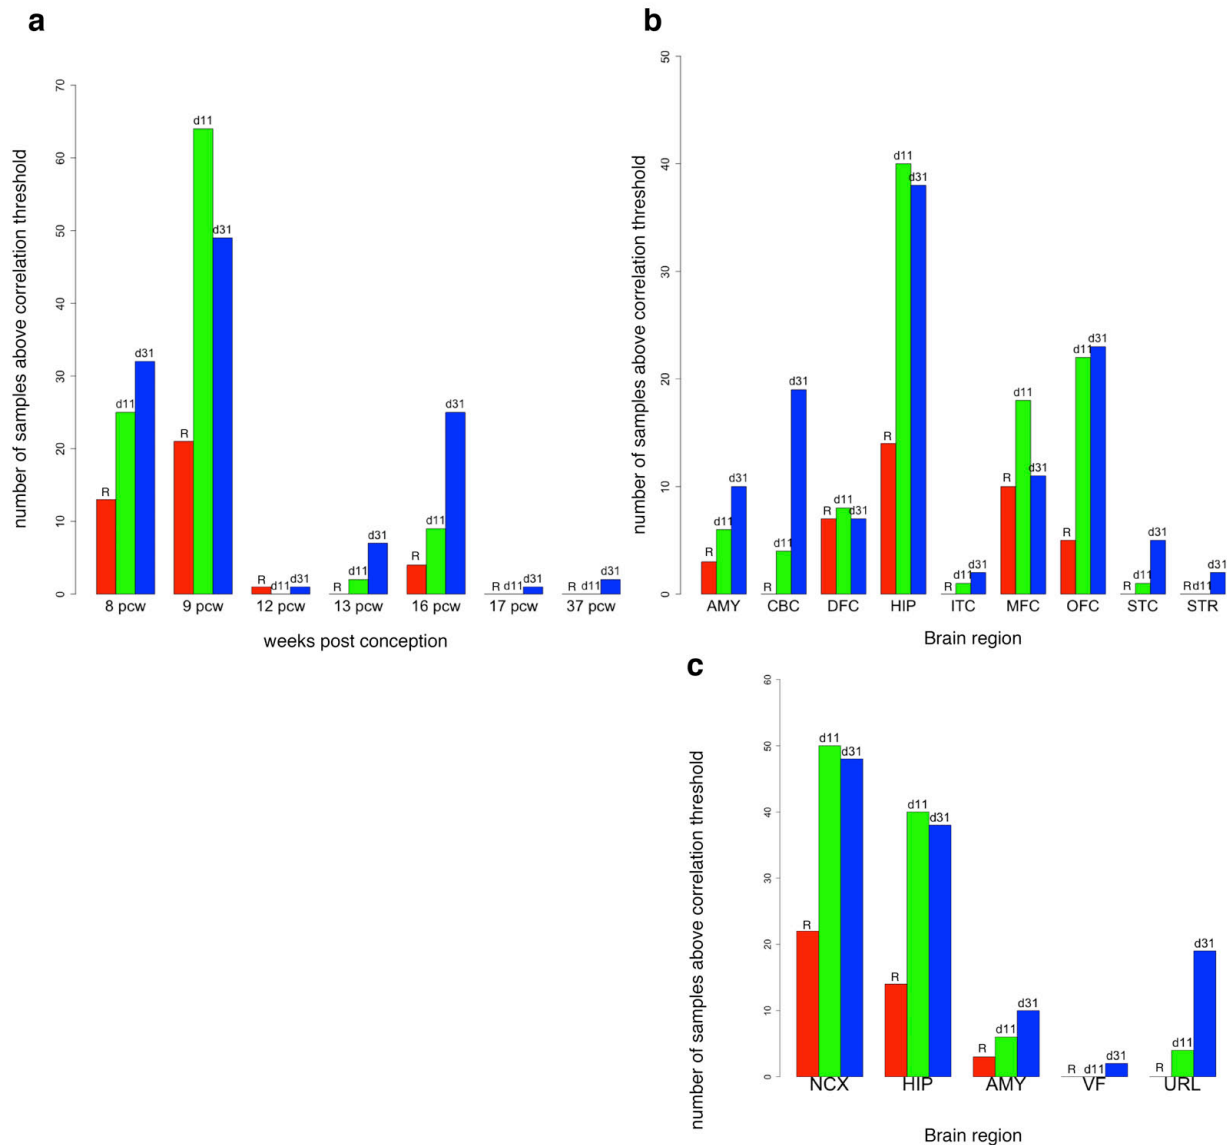 a
number of samples above correlation threshold
0 10 20 30 40 50 60 70
R d11 d31 R d11 d31 R d11 d31 R d11 d31 R d11 d31 R d11 d31 R d11 d31
8 pcw 9 pcw 12 pcw 13 pcw 16 pcw 17 pcw 37 pcw
weeks post conception
b
number of samples above correlation threshold
0 10 20 30 40 50
R d11 d31 R d11 d31 R d11 d31 R d11 d31 R d11 d31 R d11 d31 R d11 d31 R d11 d31 R d11 d31
AMY CBC DFC HIP ITC MFC OFC STC STR
Brain region
c
number of samples above correlation threshold
0 10 20 30 40 50 60
R d11 d31 R d11 d31 R d11 d31 R d11 d31 R d11 d31
NCX HIP AMY VF URL
Brain region